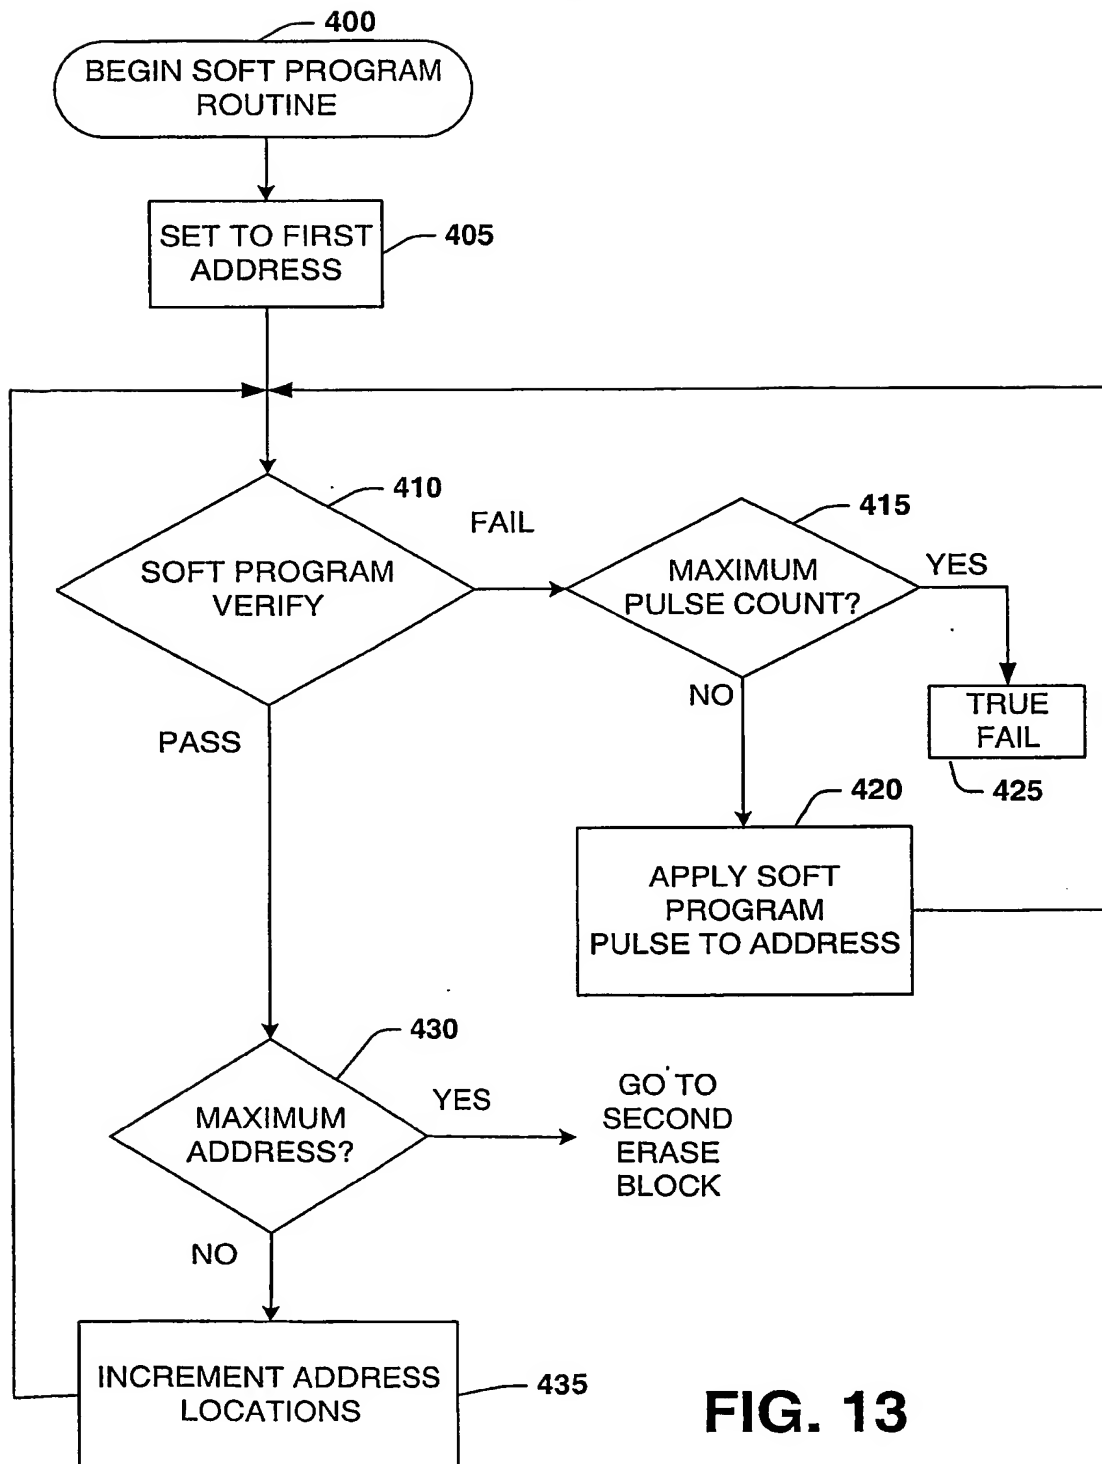 400
BEGIN SOFT PROGRAM
ROUTINE
SET TO FIRST
ADDRESS
405
410
SOFT PROGRAM
VERIFY
FAIL
415
MAXIMUM
PULSE COUNT?
YES
TRUE
FAIL
425
NO
420
APPLY SOFT
PROGRAM
PULSE TO ADDRESS
PASS
430
MAXIMUM
ADDRESS?
YES
GO TO
SECOND
ERASE
BLOCK
NO
INCREMENT ADDRESS
LOCATIONS
435
FIG. 13